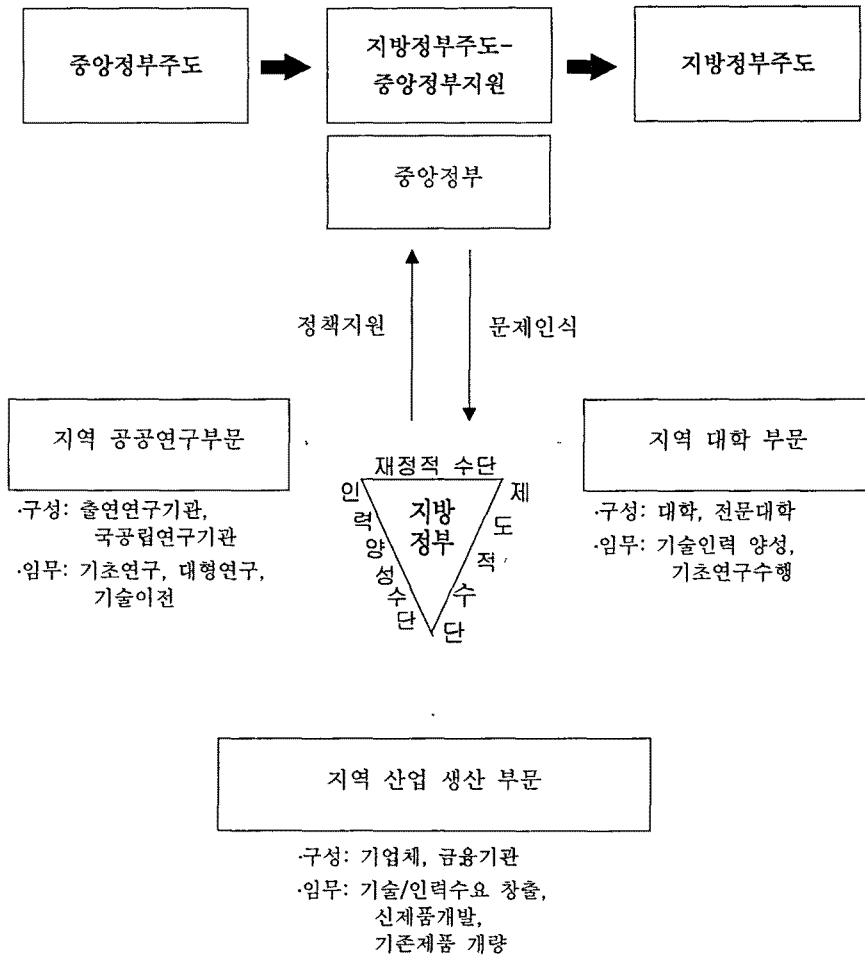 중앙정부주도
지방정부주도-
중앙정부지원
지방정부주도
중앙정부
정책지원
문제인식
지역 공공연구부문
·구성: 출연연구기관,
국공립연구기관
·임무: 기초연구, 대형연구,
기술이전
재정적 수단
인력양성수단
지방
정부
제도적수단
지역 대학 부문
·구성: 대학, 전문대학
·임무: 기술인력 양성,
기초연구수행
지역 산업 생산 부문
·구성: 기업체, 금융기관
·임무: 기술/인력수요 창출,
신제품개발,
기존제품 개량